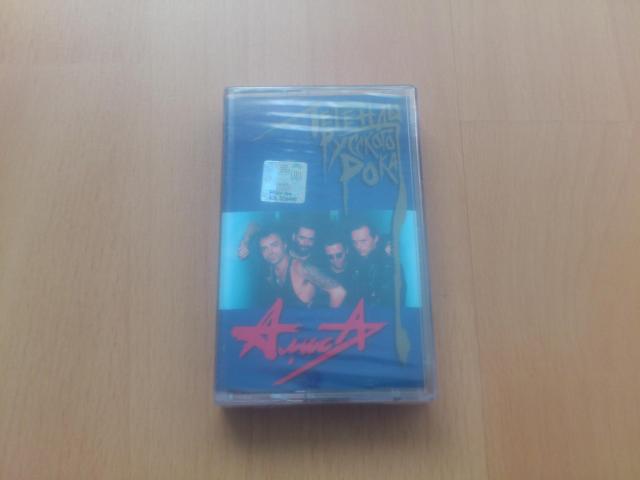 Легенды
Русского
Рока
АлисА